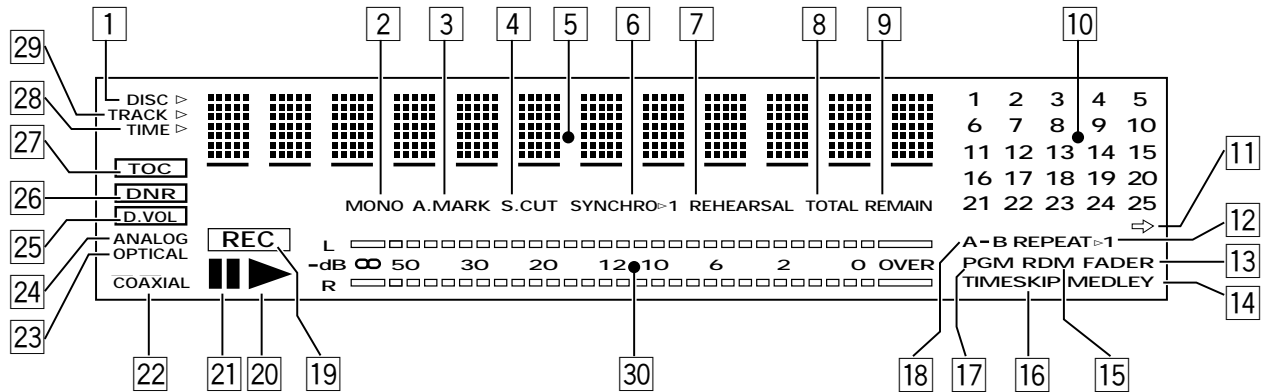 1 2 3 4 5 6 7 8 9 10
29 DISC ▷ 1 2 3 4 5
28 TRACK ▷ 6 7 8 9 10
TIME ▷
27 TOC 11 12 13 14 15 11
26 DNR 16 17 18 19 20
MONO A.MARK S.CUT SYNCHRO▷1 REHEARSAL TOTAL REMAIN 21 22 23 24 25
25 D.VOL ⇨ 12
24 ANALOG REC L A-B REPEAT▷1
23 OPTICAL -dB ∞ 50 30 20 12 10 6 2 0 OVER PGM RDM FADER 13
COAXIAL R TIMESKIP MEDLEY 14
22 21 20 19 30 18 17 16 15